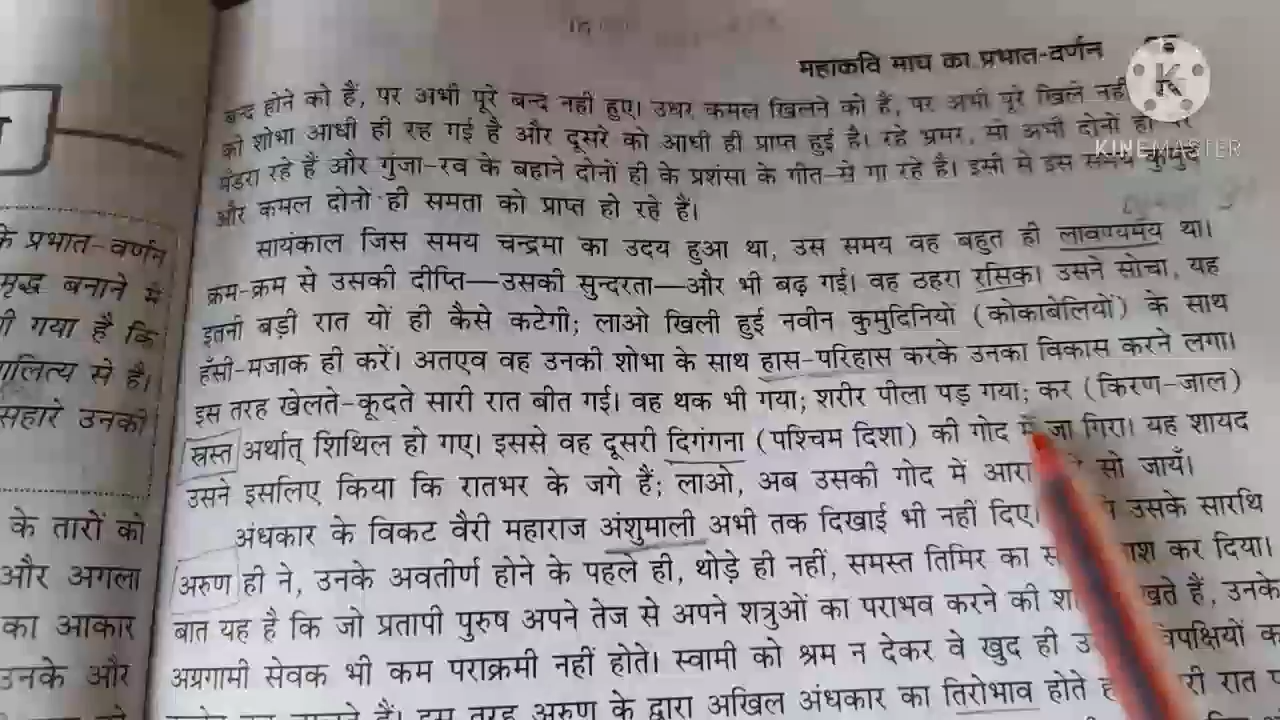 महाकवि माघ का प्रभात-वर्णन
KINEMASTER
बन्द होने को हैं, पर अभी पूरे बन्द नहीं हुए। उधर कमल खिलने को हैं, पर अभी पूरे खिले नहीं
की शोभा आधी ही रह गई है और दूसरे को आधी ही प्राप्त हुई है। रहे भ्रमर, सो अभी दोनों ही पर
मँडरा रहे हैं और गुंजा-रव के बहाने दोनों ही के प्रशंसा के गीत-से गा रहे हैं। इसी से इस समय कुमुद
और कमल दोनों ही समता को प्राप्त हो रहे हैं।
सायंकाल जिस समय चन्द्रमा का उदय हुआ था, उस समय वह बहुत ही लावण्यमय था।
क्रम-क्रम से उसकी दीप्ति—उसकी सुन्दरता—और भी बढ़ गई। वह ठहरा रसिक। उसने सोचा, यह
इतनी बड़ी रात यों ही कैसे कटेगी; लाओ खिली हुई नवीन कुमुदिनियों (कोकाबेलियों) के साथ
हँसी-मजाक ही करें। अतएव वह उनकी शोभा के साथ हास-परिहास करके उनका विकास करने लगा।
इस तरह खेलते-कूदते सारी रात बीत गई। वह थक भी गया; शरीर पीला पड़ गया; कर (किरण-जाल)
स्रस्त अर्थात् शिथिल हो गए। इससे वह दूसरी दिगंगना (पश्चिम दिशा) की गोद में जा गिरा। यह शायद
उसने इसलिए किया कि रातभर के जगे हैं; लाओ, अब उसकी गोद में आरा सो जायँ।
अंधकार के विकट वैरी महाराज अंशुमाली अभी तक दिखाई भी नहीं दिए। उसके सारथि
अरुण ही ने, उनके अवतीर्ण होने के पहले ही, थोड़े ही नहीं, समस्त तिमिर का कर दिया।
बात यह है कि जो प्रतापी पुरुष अपने तेज से अपने शत्रुओं का पराभव करने की उनके
अग्रगामी सेवक भी कम पराक्रमी नहीं होते। स्वामी को श्रम न देकर वे खुद ही
इस तरह अरुण के द्वारा अखिल अंधकार का तिरोभाव होते रात
के प्रभात-वर्णन
मृद्ध बनाने में
गी गया है कि
ालित्य से है।
सहारे उनकी
के तारों को
और अगला
का आकार
उनके और